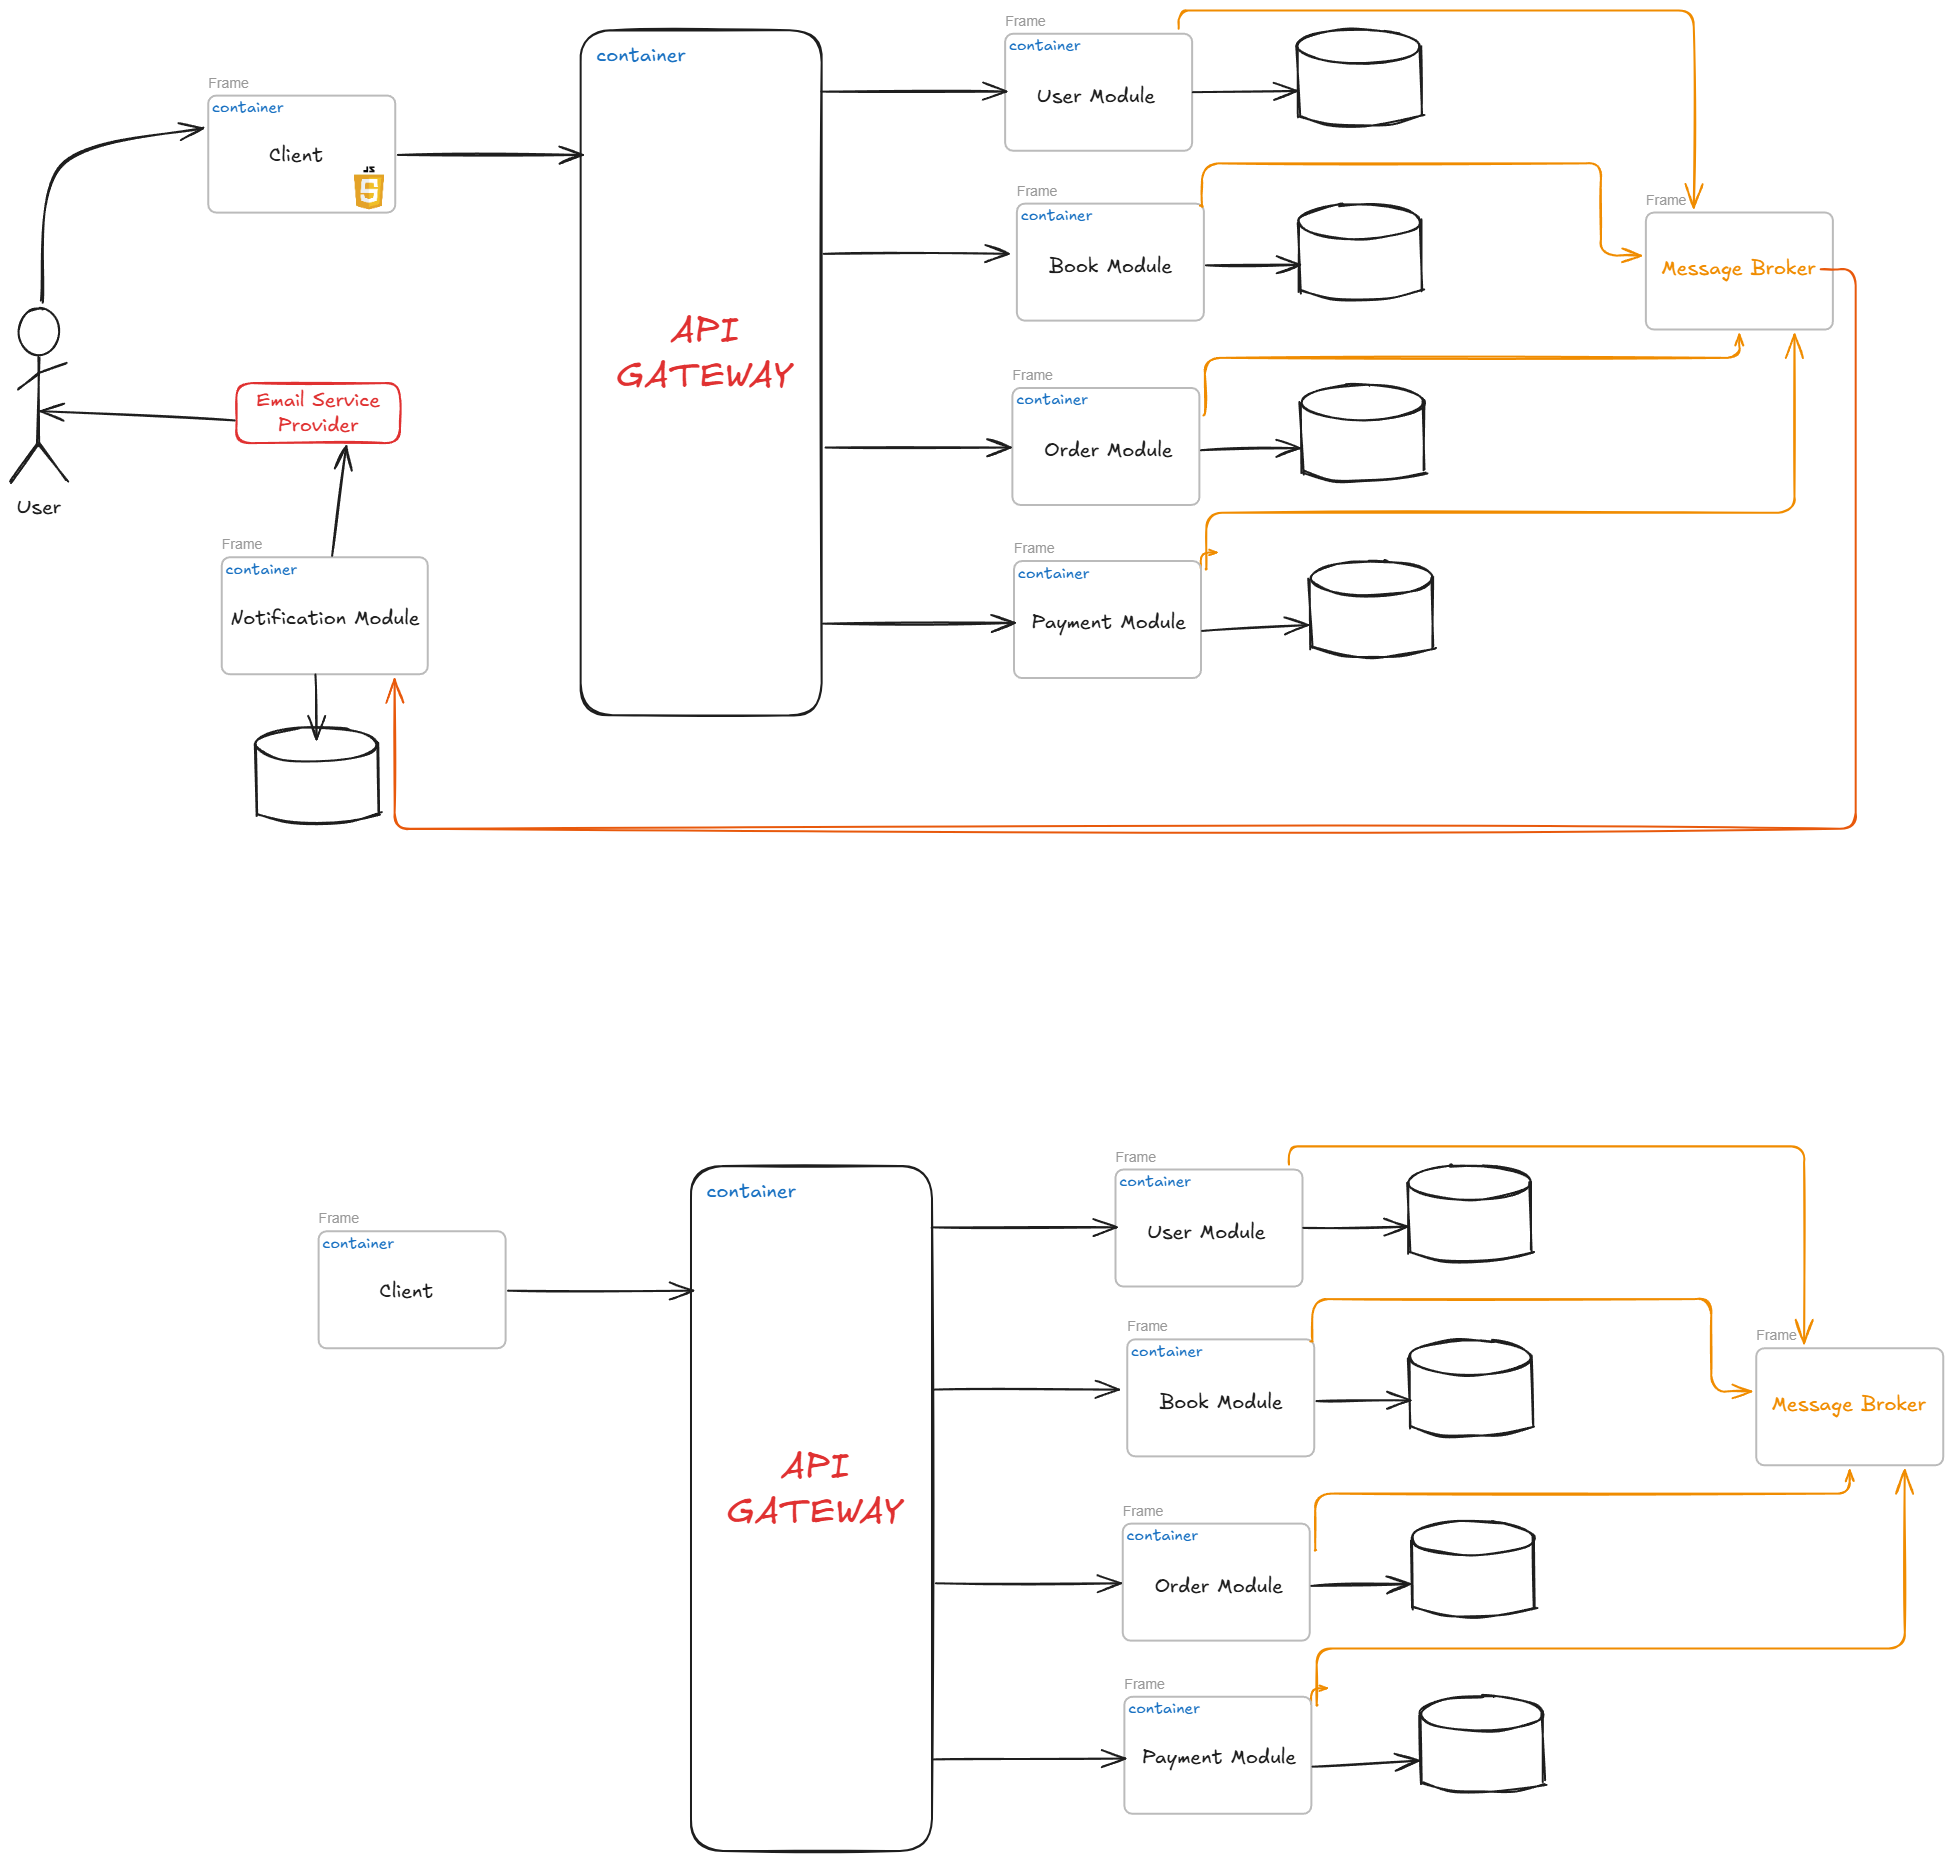 Frame
container
Client
JS
User
Email Service
Provider
Frame
container
Notification Module
container
API
GATEWAY
Frame
container
User Module
Frame
container
Book Module
Frame
container
Order Module
Frame
container
Payment Module
Frame
Message Broker
Frame
container
Client
container
API
GATEWAY
Frame
container
User Module
Frame
container
Book Module
Frame
container
Order Module
Frame
container
Payment Module
Frame
Message Broker